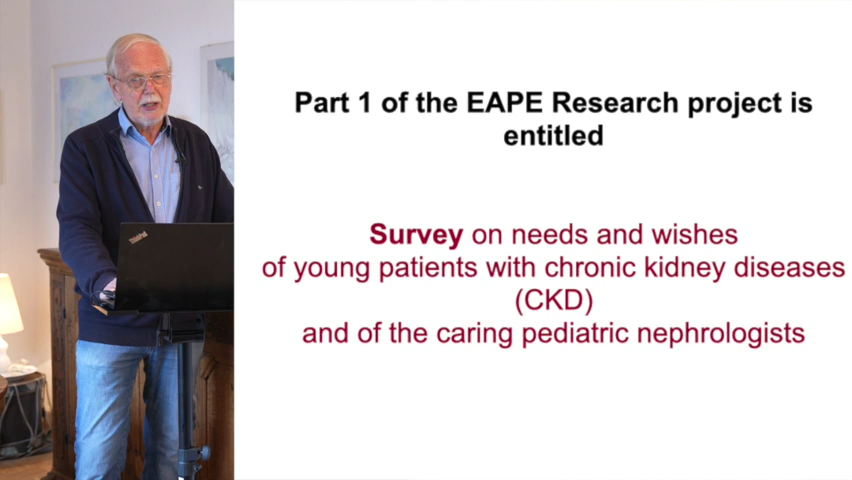 Part 1 of the EAPE Research project is
entitled
Survey on needs and wishes
of young patients with chronic kidney diseases
(CKD)
and of the caring pediatric nephrologists
ThinkPad